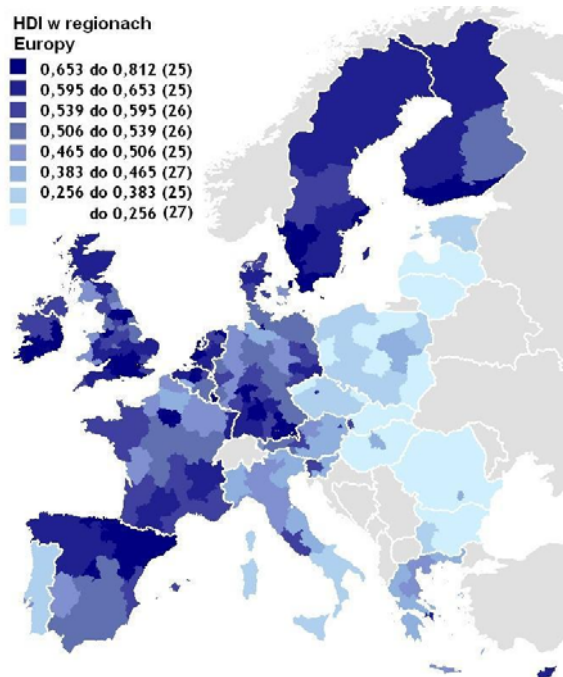 HDI w regionach
Europy
0,653 do 0,812 (25)
0,595 do 0,653 (25)
0,539 do 0,595 (26)
0,506 do 0,539 (26)
0,465 do 0,506 (25)
0,383 do 0,465 (27)
0,256 do 0,383 (25)
do 0,256 (27)